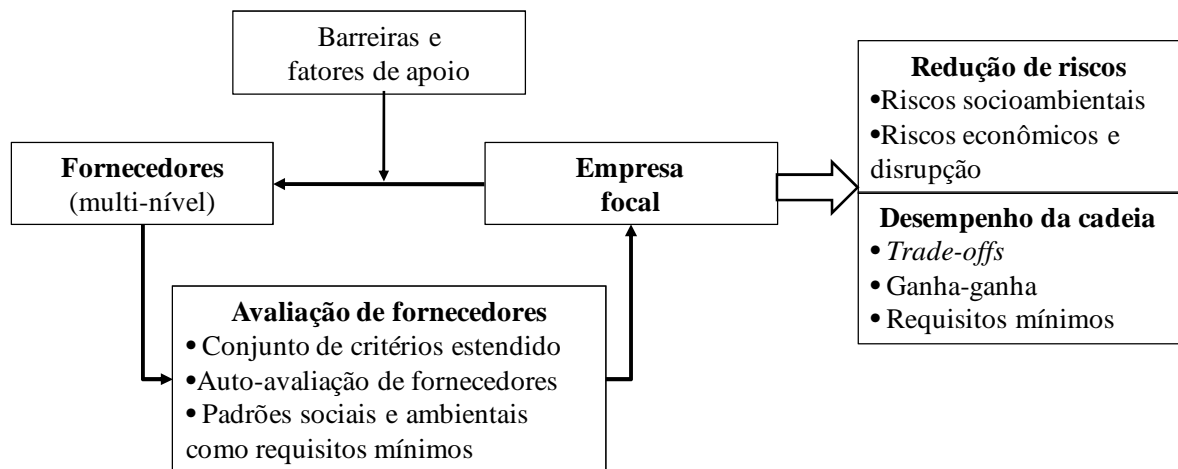 Barreiras e
fatores de apoio
Fornecedores
(multi-nível)
Empresa
focal
Redução de riscos
•Riscos socioambientais
•Riscos econômicos e
disrupção
Desempenho da cadeia
• Trade-offs
• Ganha-ganha
• Requisitos mínimos
Avaliação de fornecedores
• Conjunto de critérios estendido
•Auto-avaliação de fornecedores
• Padrões sociais e ambientais
como requisitos mínimos